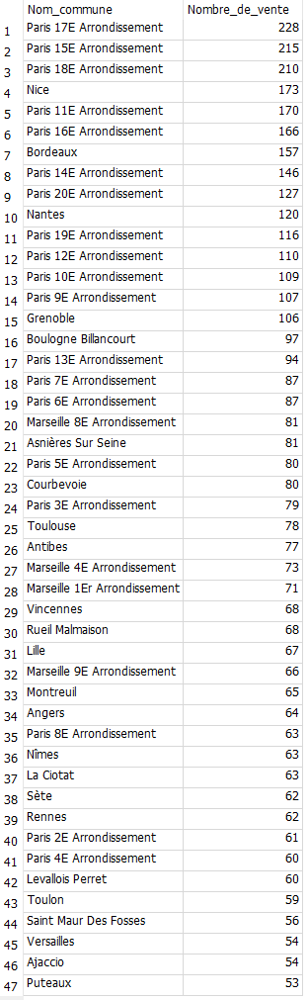 Nom_commune Nombre_de_vente
1 Paris 17E Arrondissement 228
2 Paris 15E Arrondissement 215
3 Paris 18E Arrondissement 210
4 Nice 173
5 Paris 11E Arrondissement 170
6 Paris 16E Arrondissement 166
7 Bordeaux 157
8 Paris 14E Arrondissement 146
9 Paris 20E Arrondissement 127
10 Nantes 120
11 Paris 19E Arrondissement 116
12 Paris 12E Arrondissement 110
13 Paris 10E Arrondissement 109
14 Paris 9E Arrondissement 107
15 Grenoble 106
16 Boulogne Billancourt 97
17 Paris 13E Arrondissement 94
18 Paris 7E Arrondissement 87
19 Paris 6E Arrondissement 87
20 Marseille 8E Arrondissement 81
21 Asnières Sur Seine 81
22 Paris 5E Arrondissement 80
23 Courbevoie 80
24 Paris 3E Arrondissement 79
25 Toulouse 78
26 Antibes 77
27 Marseille 4E Arrondissement 73
28 Marseille 1Er Arrondissement 71
29 Vincennes 68
30 Rueil Malmaison 68
31 Lille 67
32 Marseille 9E Arrondissement 66
33 Montreuil 65
34 Angers 64
35 Paris 8E Arrondissement 63
36 Nîmes 63
37 La Ciotat 63
38 Sète 62
39 Rennes 62
40 Paris 2E Arrondissement 61
41 Paris 4E Arrondissement 60
42 Levallois Perret 60
43 Toulon 59
44 Saint Maur Des Fosses 56
45 Versailles 54
46 Ajaccio 54
47 Puteaux 53